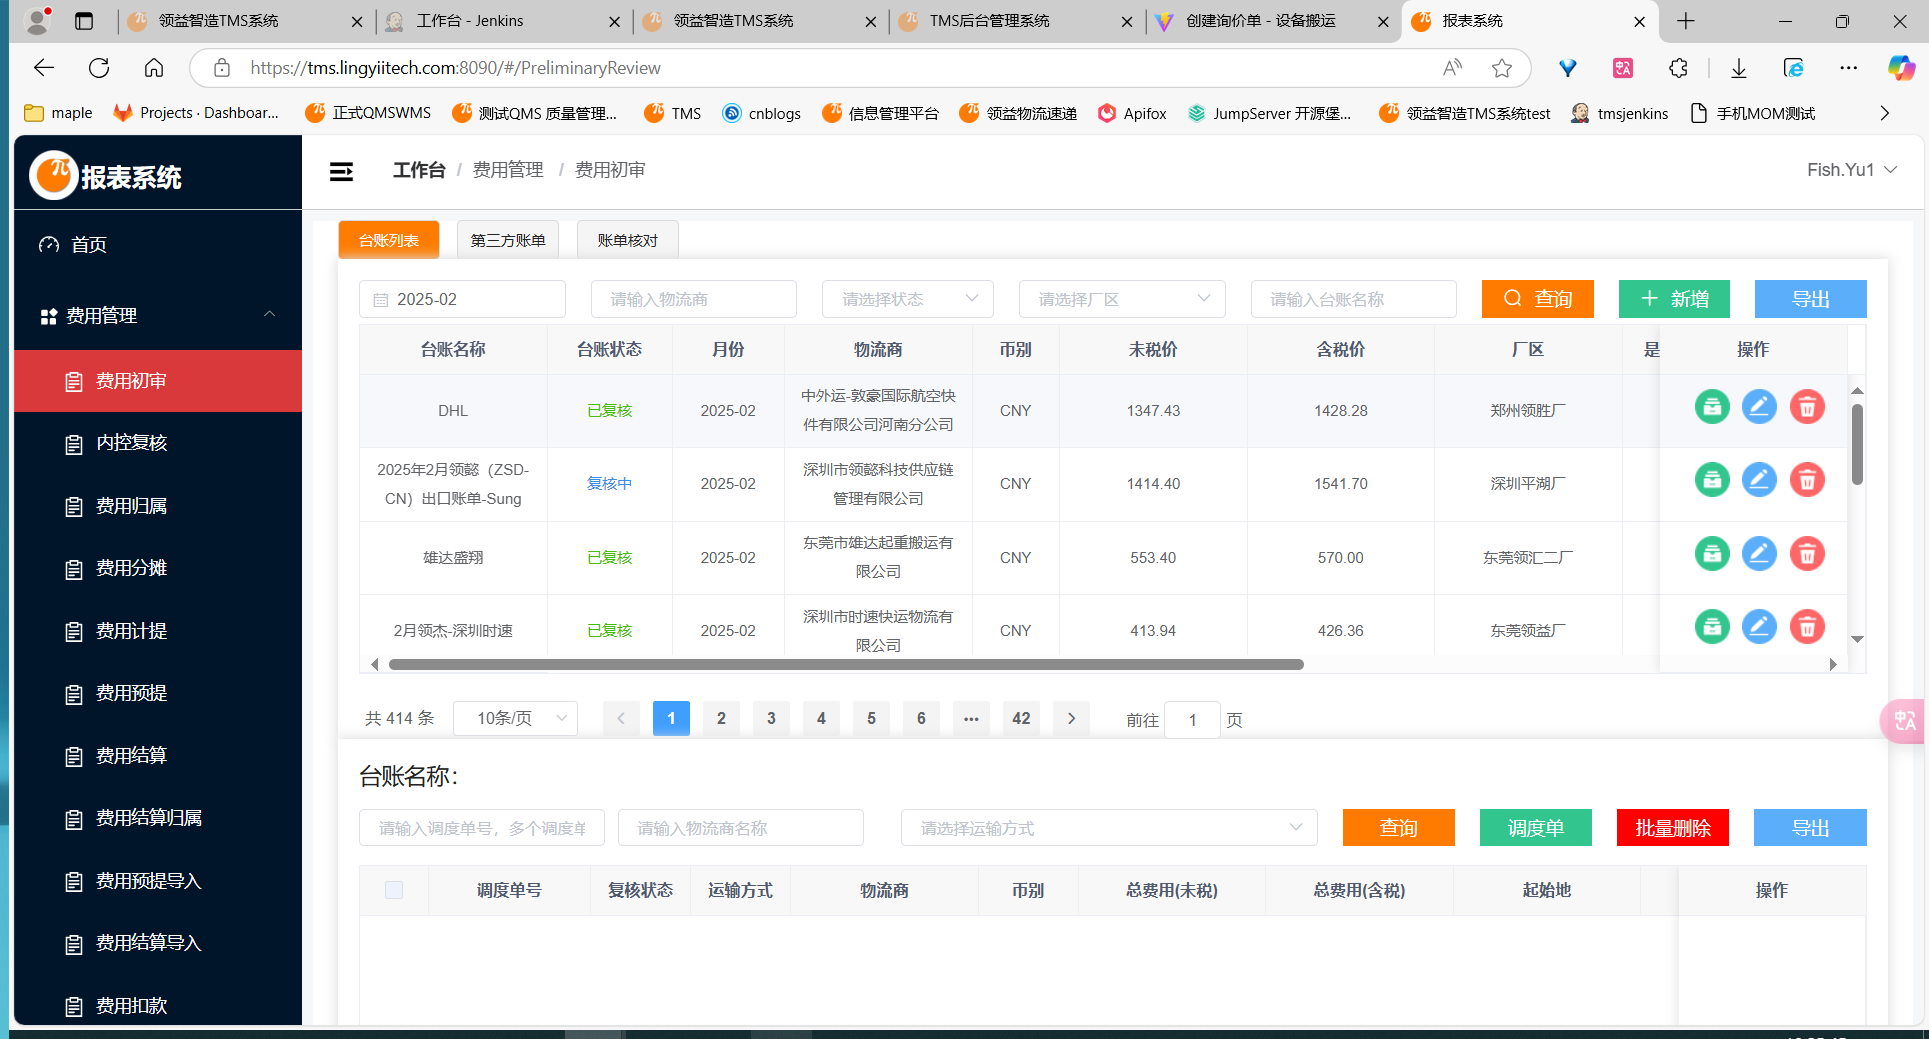 领益智造TMS系统
工作台 - Jenkins
领益智造TMS系统
TMS后台管理系统
创建询价单 - 设备搬运
报表系统
https://tms.lingyiitech.com:8090/#/PreliminaryReview
maple
Projects · Dashboar...
正式QMSWMS
测试QMS 质量管理...
TMS
cnblogs
信息管理平台
领益物流速递
Apifox
JumpServer 开源堡...
领益智造TMS系统test
tmsjenkins
手机MOM测试
报表系统
工作台 / 费用管理 / 费用初审
Fish.Yu1
首页
费用管理
费用初审
内控复核
费用归属
费用分摊
费用计提
费用预提
费用结算
费用结算归属
费用预提导入
费用结算导入
费用扣款
台账列表 第三方账单 账单核对
2025-02 请输入物流商 请选择状态 请选择厂区 请输入台账名称 查询 新增 导出
台账名称 台账状态 月份 物流商 币别 未税价 含税价 厂区 是 操作
DHL 已复核 2025-02 中外运-敦豪国际航空快
件有限公司河南分公司 CNY 1347.43 1428.28 郑州领胜厂
2025年2月领懿（ZSD-
CN）出口账单-Sung 复核中 2025-02 深圳市领懿科技供应链
管理有限公司 CNY 1414.40 1541.70 深圳平湖厂
雄达盛翔 已复核 2025-02 东莞市雄达起重搬运有
限公司 CNY 553.40 570.00 东莞领汇二厂
2月领杰-深圳时速 已复核 2025-02 深圳市时速快运物流有
限公司 CNY 413.94 426.36 东莞领益厂
共 414 条 10条/页 1 2 3 4 5 6 ••• 42 前往 1 页
台账名称：
请输入调度单号，多个调度单 请输入物流商名称 请选择运输方式 查询 调度单 批量删除 导出
调度单号 复核状态 运输方式 物流商 币别 总费用(未税) 总费用(含税) 起始地 操作